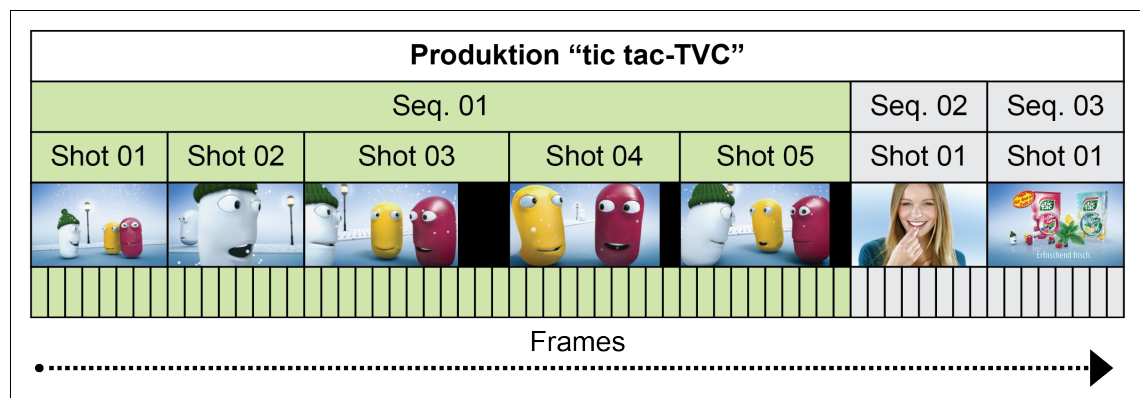 Produktion “tic tac-TVC”
Seq. 01 Seq. 02 Seq. 03
Shot 01 Shot 02 Shot 03 Shot 04 Shot 05 Shot 01 Shot 01
Erfrischend frisch.
Frames